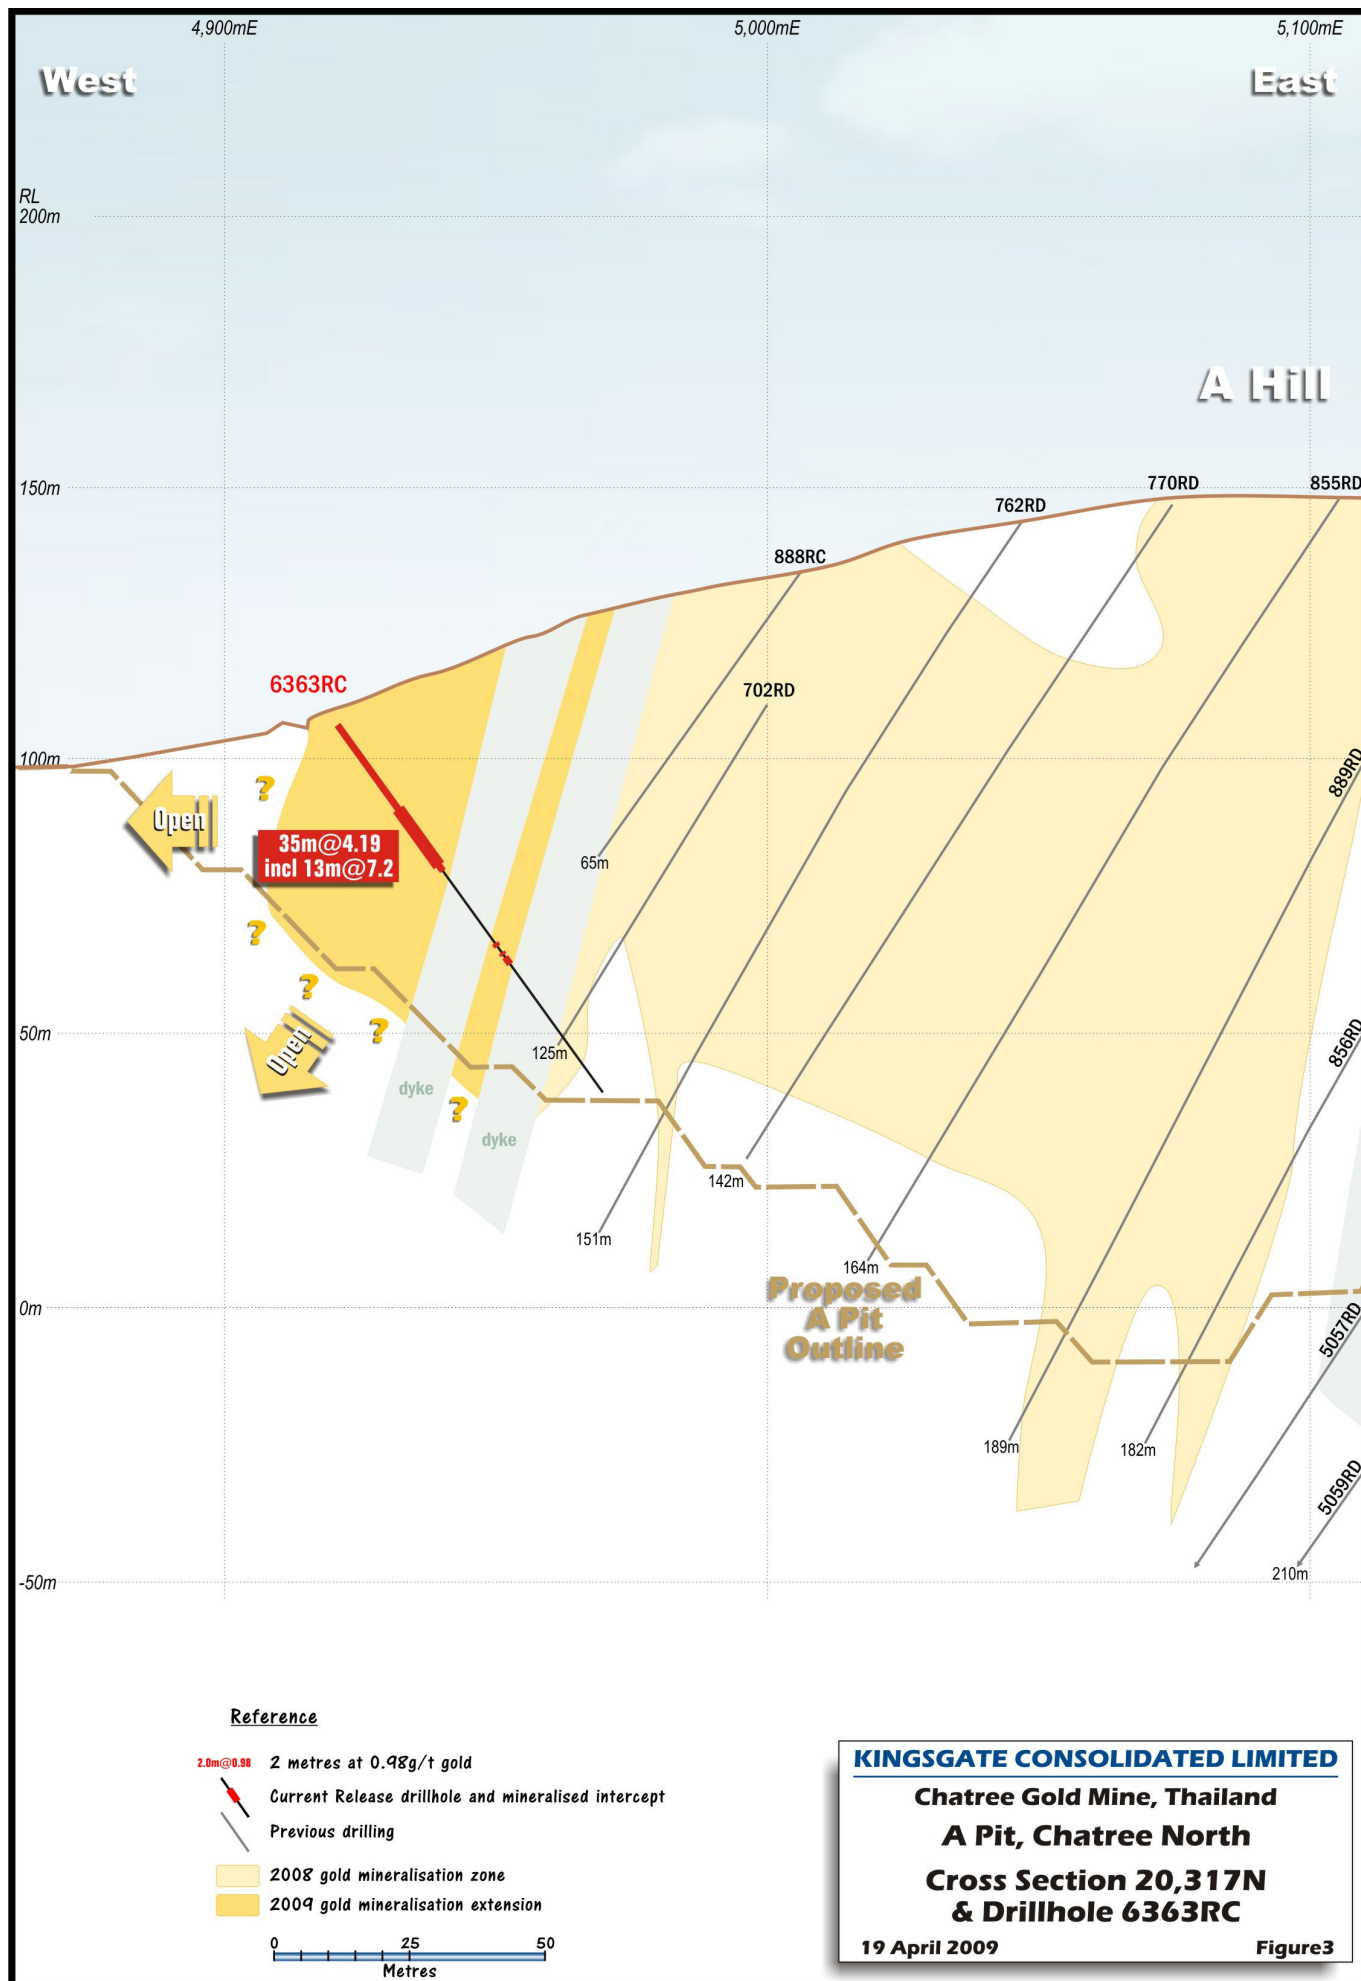 4,900mE
5,000mE
5,100mE
West
East
RL
200m
A Hill
150m
770RD
855RD
762RD
888RC
6363RC
702RD
100m
889RD
?
Open
35m@4.19
incl 13m@7.2
65m
?
?
?
50m
Open
856RD
125m
dyke
?
dyke
142m
151m
164m
Proposed
A Pit
Outline
0m
5057RD
189m
182m
5059RD
210m
-50m
Reference
2.0m@0.98 2 metres at 0.98g/t gold
Current Release drillhole and mineralised intercept
Previous drilling
2008 gold mineralisation zone
2009 gold mineralisation extension
0 25 50
Metres
KINGSGATE CONSOLIDATED LIMITED
Chatree Gold Mine, Thailand
A Pit, Chatree North
Cross Section 20,317N
& Drillhole 6363RC
19 April 2009 Figure3